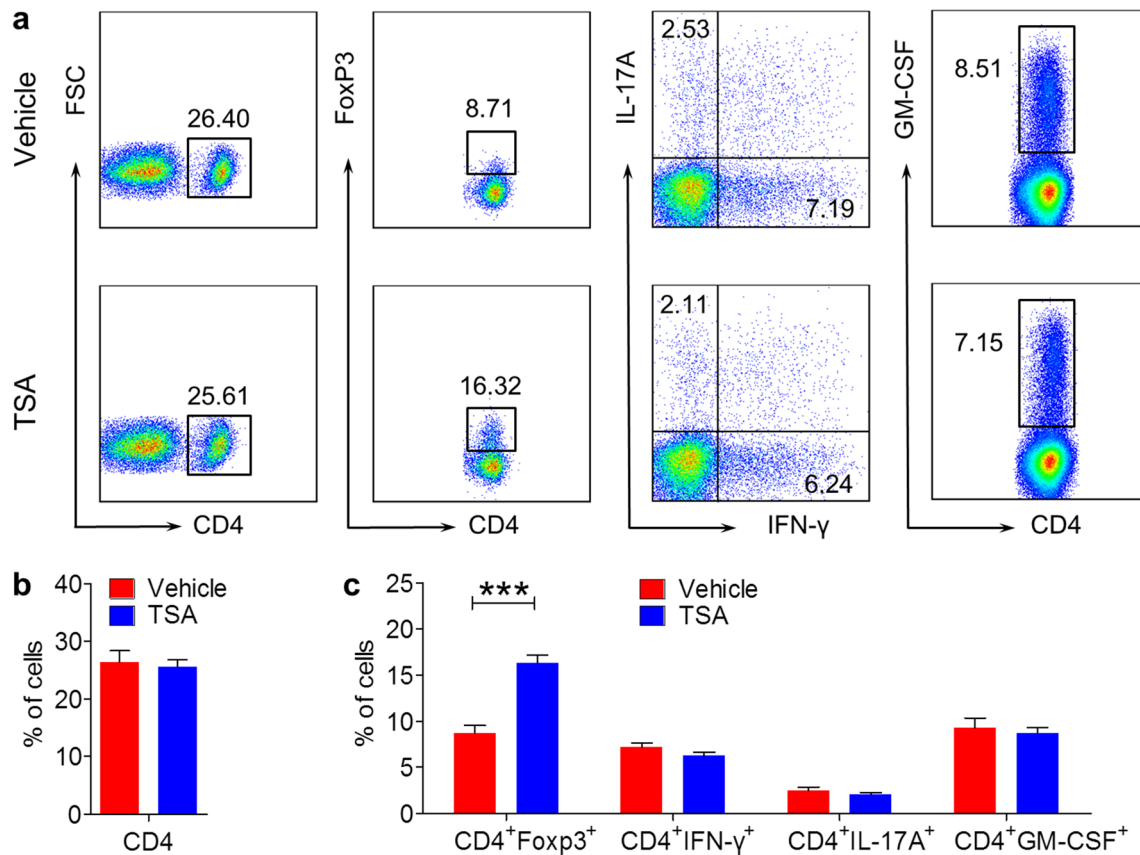 a
Vehicle
FSC
26.40
FoxP3
8.71
IL-17A
2.53
7.19
GM-CSF
8.51
TSA
25.61
CD4
16.32
CD4
2.11
6.24
IFN-γ
7.15
CD4
b
% of cells
40
30
20
10
0
Vehicle
TSA
CD4
c
% of cells
25
20
15
10
5
0
***
Vehicle
TSA
CD4⁺Foxp3⁺
CD4⁺IFN-γ⁺
CD4⁺IL-17A⁺
CD4⁺GM-CSF⁺